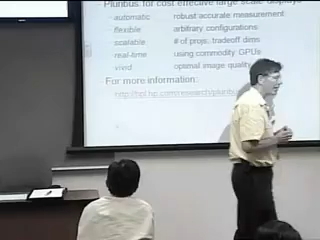 Pluribus for cost effective large scale displays
- automatic robust accurate measurement
- flexible arbitrary configurations
- scalable # of projs, tradeoff dims
- real-time using commodity GPUs
- vivid optimal image quality
For more information: